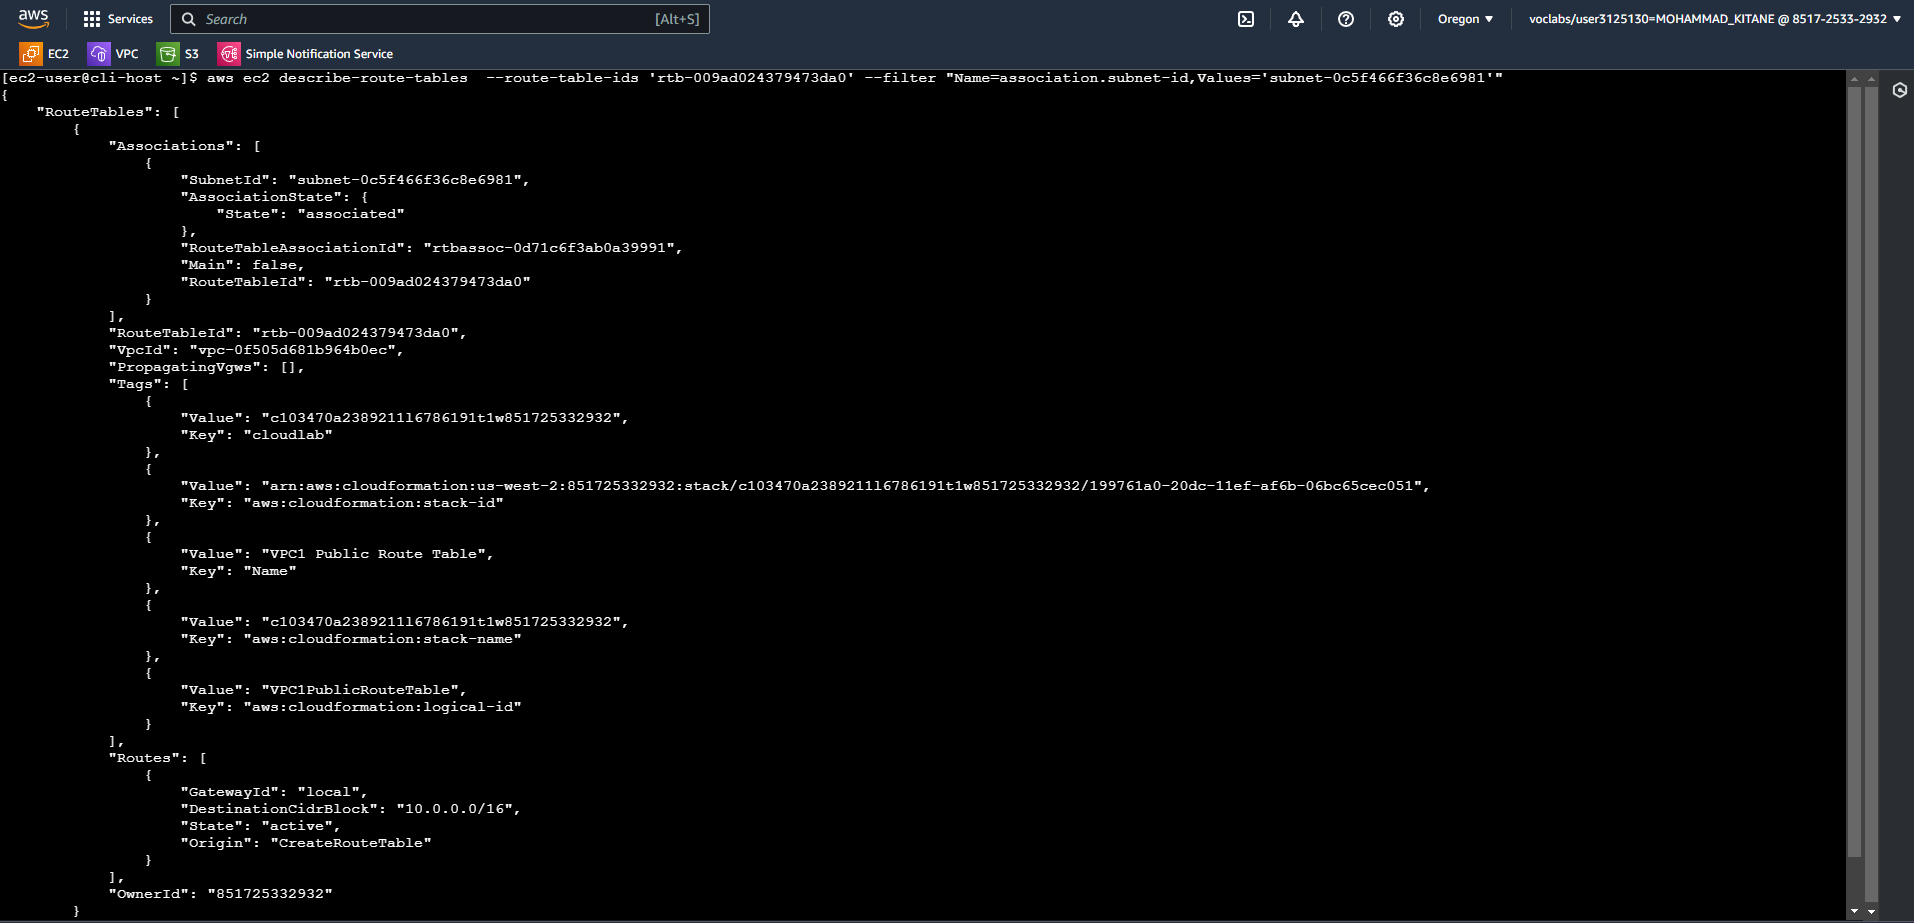 aws Services Search [Alt+S] Oregon ▼ voclabs/user3125130=MOHAMMAD_KITANE @ 8517-2533-2932 ▼
EC2 VPC S3 Simple Notification Service
[ec2-user@cli-host ~]$ aws ec2 describe-route-tables  --route-table-ids 'rtb-009ad024379473da0' --filter "Name=association.subnet-id,Values='subnet-0c5f466f36c8e6981'"
{
    "RouteTables": [
        {
            "Associations": [
                {
                    "SubnetId": "subnet-0c5f466f36c8e6981",
                    "AssociationState": {
                        "State": "associated"
                    },
                    "RouteTableAssociationId": "rtbassoc-0d71c6f3ab0a39991",
                    "Main": false,
                    "RouteTableId": "rtb-009ad024379473da0"
                }
            ],
            "RouteTableId": "rtb-009ad024379473da0",
            "VpcId": "vpc-0f505d681b964b0ec",
            "PropagatingVgws": [],
            "Tags": [
                {
                    "Value": "c103470a2389211l6786191t1w851725332932",
                    "Key": "cloudlab"
                },
                {
                    "Value": "arn:aws:cloudformation:us-west-2:851725332932:stack/c103470a2389211l6786191t1w851725332932/199761a0-20dc-11ef-af6b-06bc65cec051",
                    "Key": "aws:cloudformation:stack-id"
                },
                {
                    "Value": "VPC1 Public Route Table",
                    "Key": "Name"
                },
                {
                    "Value": "c103470a2389211l6786191t1w851725332932",
                    "Key": "aws:cloudformation:stack-name"
                },
                {
                    "Value": "VPC1PublicRouteTable",
                    "Key": "aws:cloudformation:logical-id"
                }
            ],
            "Routes": [
                {
                    "GatewayId": "local",
                    "DestinationCidrBlock": "10.0.0.0/16",
                    "State": "active",
                    "Origin": "CreateRouteTable"
                }
            ],
            "OwnerId": "851725332932"
        }